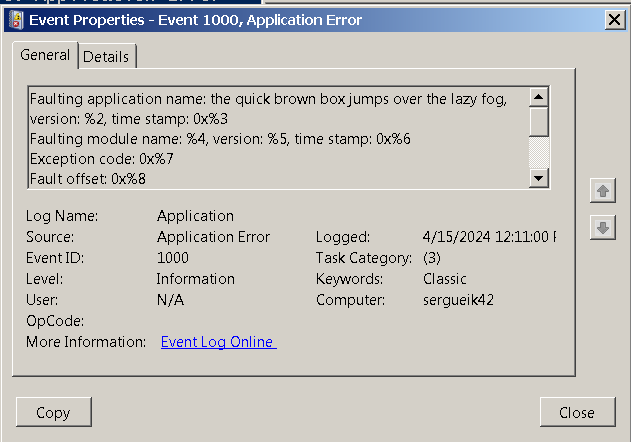 Event Properties - Event 1000, Application Error
General
Details
Faulting application name: the quick brown box jumps over the lazy fog,
version: %2, time stamp: 0x%3
Faulting module name: %4, version: %5, time stamp: 0x%6
Exception code: 0x%7
Fault offset: 0x%8
Log Name: Application
Source: Application Error Logged: 4/15/2024 12:11:00
Event ID: 1000 Task Category: (3)
Level: Information Keywords: Classic
User: N/A Computer: sergueik42
OpCode:
More Information: Event Log Online
Copy
Close